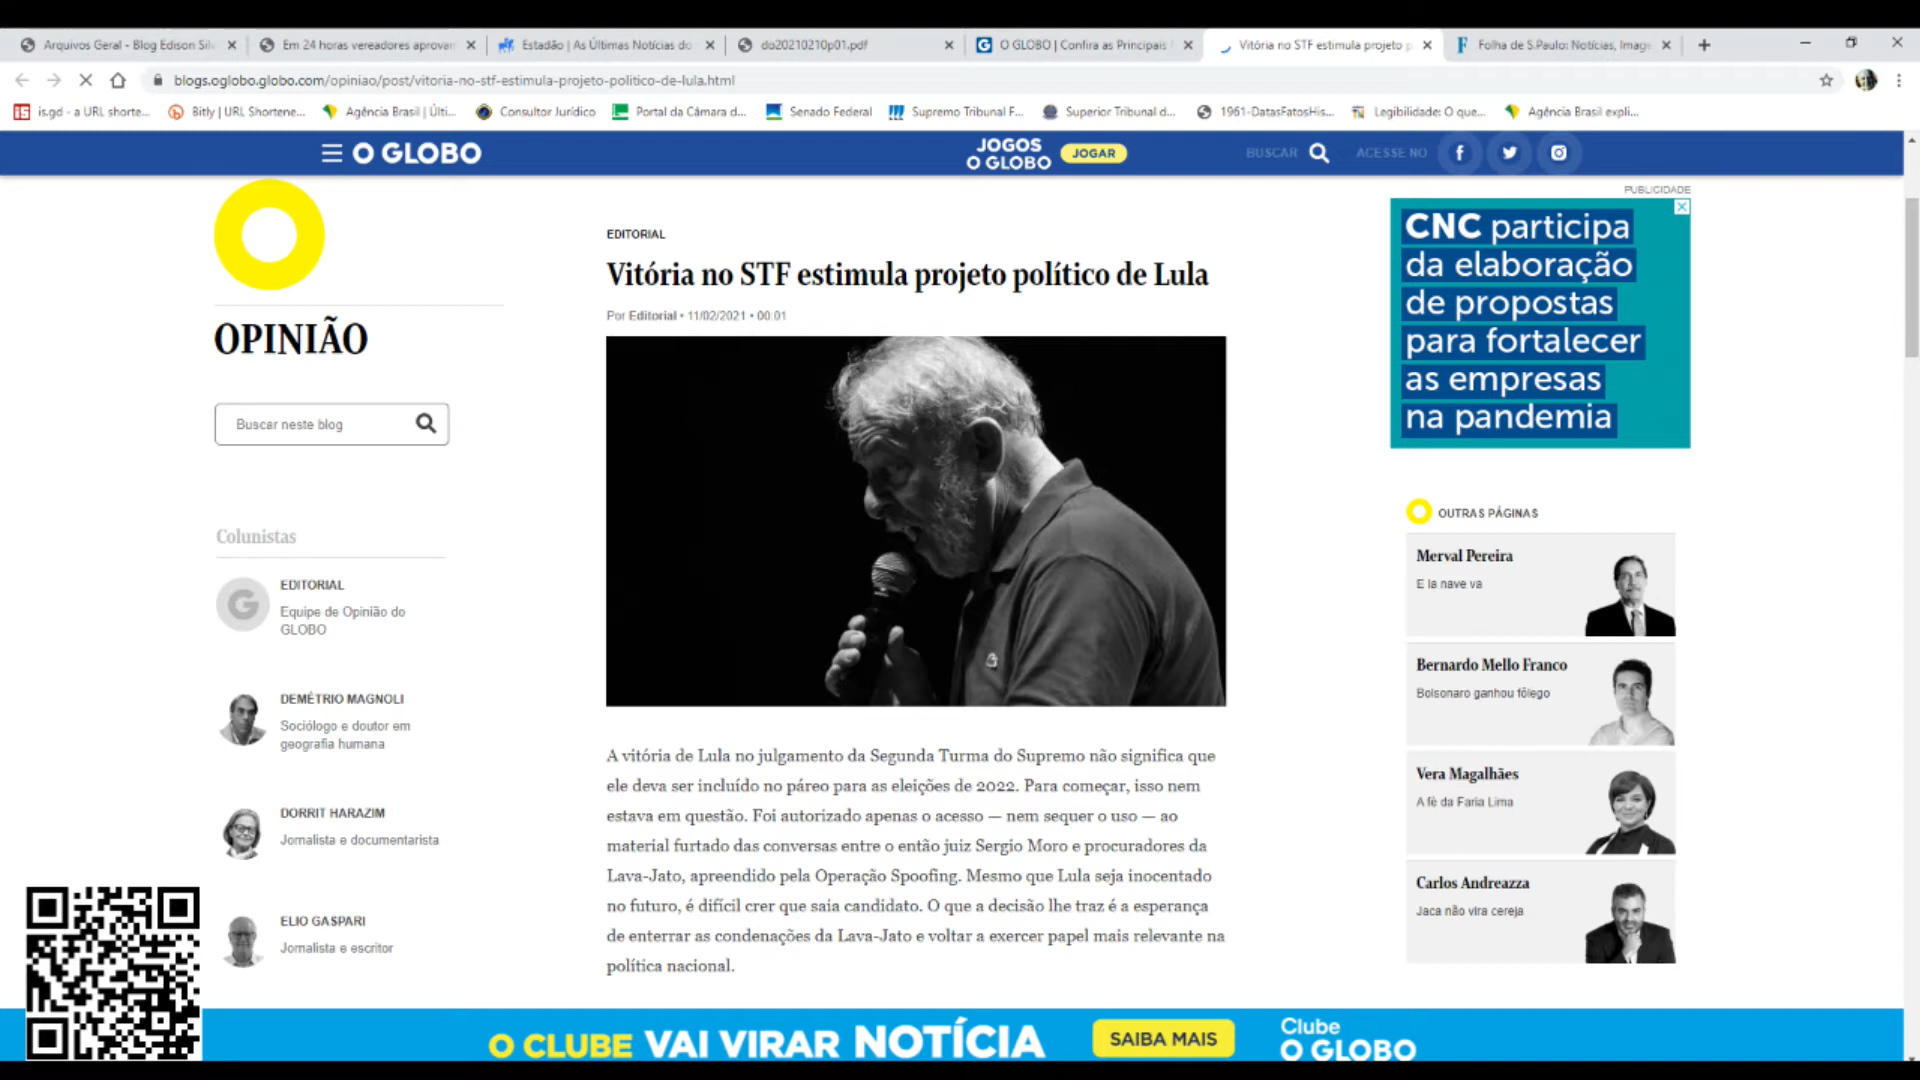 Arquivos Geral - Blog Edison Silv
Em 24 horas vereadores aprovam
Estadão | As Últimas Notícias do
do20210210p01.pdf
O GLOBO | Confira as Principais
Vitória no STF estimula projeto p
Folha de S.Paulo: Notícias, Image
blogs.oglobo.globo.com/opiniao/post/vitoria-no-stf-estimula-projeto-politico-de-lula.html
is.gd - a URL shorte...
Bitly | URL Shortene...
Agência Brasil | Últi...
Consultor Jurídico
Portal da Câmara d...
Senado Federal
Supremo Tribunal F...
Superior Tribunal d...
1961-DatasFatosHis...
Legibilidade: O que...
Agência Brasil expli...
O GLOBO
JOGOS
O GLOBO
JOGAR
BUSCAR
ACESSE NO
OPINIÃO
Buscar neste blog
Colunistas
EDITORIAL
Equipe de Opinião do
GLOBO
DEMÉTRIO MAGNOLI
Sociólogo e doutor em
geografia humana
DORRIT HARAZIM
Jornalista e documentarista
ELIO GASPARI
Jornalista e escritor
EDITORIAL
Vitória no STF estimula projeto político de Lula
Por Editorial • 11/02/2021 • 00:01
A vitória de Lula no julgamento da Segunda Turma do Supremo não significa que
ele deva ser incluído no páreo para as eleições de 2022. Para começar, isso nem
estava em questão. Foi autorizado apenas o acesso — nem sequer o uso — ao
material furtado das conversas entre o então juiz Sergio Moro e procuradores da
Lava-Jato, apreendido pela Operação Spoofing. Mesmo que Lula seja inocentado
no futuro, é difícil crer que saia candidato. O que a decisão lhe traz é a esperança
de enterrar as condenações da Lava-Jato e voltar a exercer papel mais relevante na
política nacional.
PUBLICIDADE
CNC participa
da elaboração
de propostas
para fortalecer
as empresas
na pandemia
OUTRAS PÁGINAS
Merval Pereira
E la nave va
Bernardo Mello Franco
Bolsonaro ganhou fôlego
Vera Magalhães
A fé da Faria Lima
Carlos Andreazza
Jaca não vira cereja
O CLUBE VAI VIRAR NOTÍCIA
SAIBA MAIS
Clube
O GLOBO